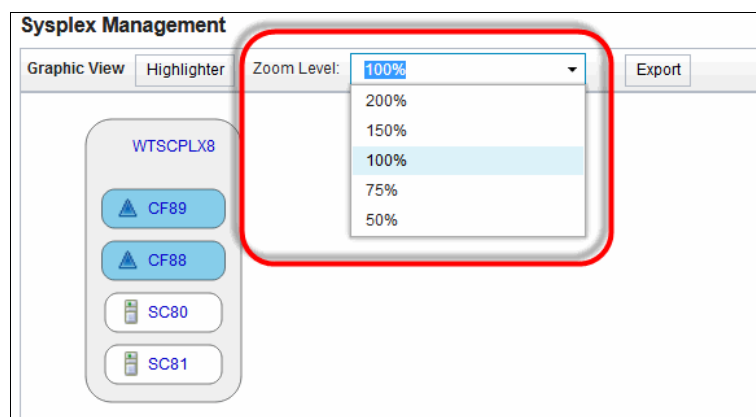 Sysplex Management
Graphic View Highlighter Zoom Level: 100% Export
200%
150%
100%
75%
50%
WTSCPLX8
CF89
CF88
SC80
SC81